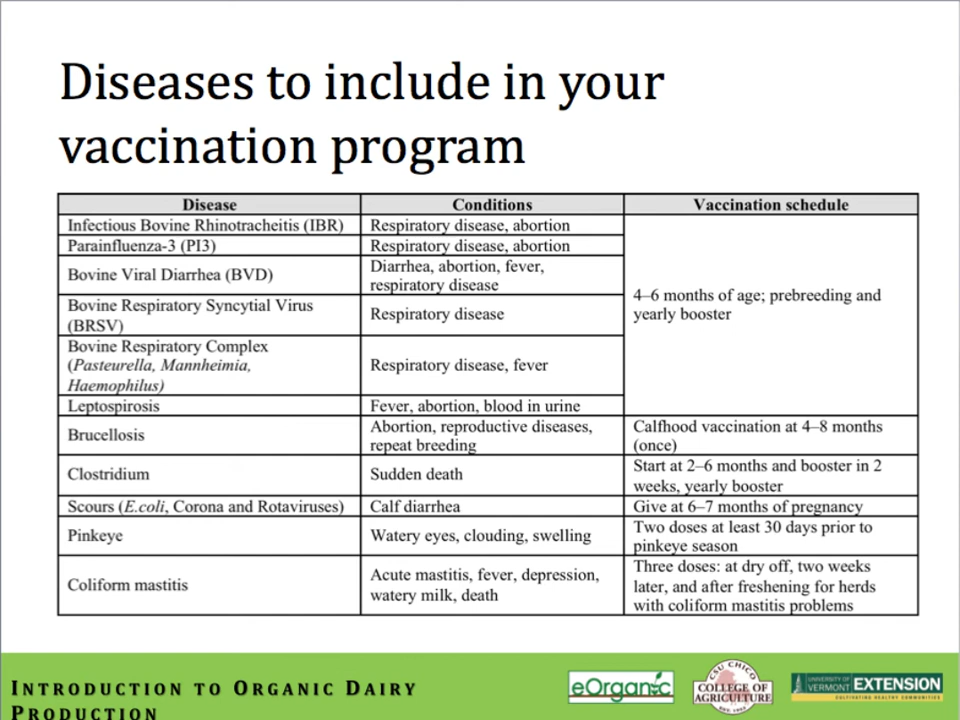 Diseases to include in your
vaccination program
Disease Conditions Vaccination schedule
Infectious Bovine Rhinotracheitis (IBR) Respiratory disease, abortion
Parainfluenza-3 (PI3) Respiratory disease, abortion
Bovine Viral Diarrhea (BVD) Diarrhea, abortion, fever,
respiratory disease
Bovine Respiratory Syncytial Virus
(BRSV) Respiratory disease
Bovine Respiratory Complex
(Pasteurella, Mannheimia,
Haemophilus) Respiratory disease, fever
Leptospirosis Fever, abortion, blood in urine
4–6 months of age; prebreeding and
yearly booster
Brucellosis Abortion, reproductive diseases,
repeat breeding
Calfhood vaccination at 4–8 months
(once)
Clostridium Sudden death
Start at 2–6 months and booster in 2
weeks, yearly booster
Scours (E.coli, Corona and Rotaviruses) Calf diarrhea Give at 6–7 months of pregnancy
Pinkeye Watery eyes, clouding, swelling
Two doses at least 30 days prior to
pinkeye season
Coliform mastitis Acute mastitis, fever, depression,
watery milk, death
Three doses: at dry off, two weeks
later, and after freshening for herds
with coliform mastitis problems
INTRODUCTION TO ORGANIC DAIRY
PRODUCTION
eOrganic
CSU CHICO
COLLEGE OF
AGRICULTURE
UNIVERSITY OF
VERMONT EXTENSION
CULTIVATING HEALTHY COMMUNITIES